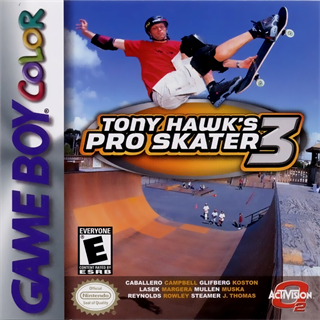 GAME BOY COLOR
TONY HAWK'S
PRO SKATER 3
EVERYONE
E
CONTENT RATED BY
ESRB
Official
Nintendo
Seal of Quality
CABALLERO CAMPBELL GLIFBERG KOSTON
LASEK MARGERA MULLEN MUSKA
REYNOLDS ROWLEY STEAMER J. THOMAS
ACTIVISION
O2